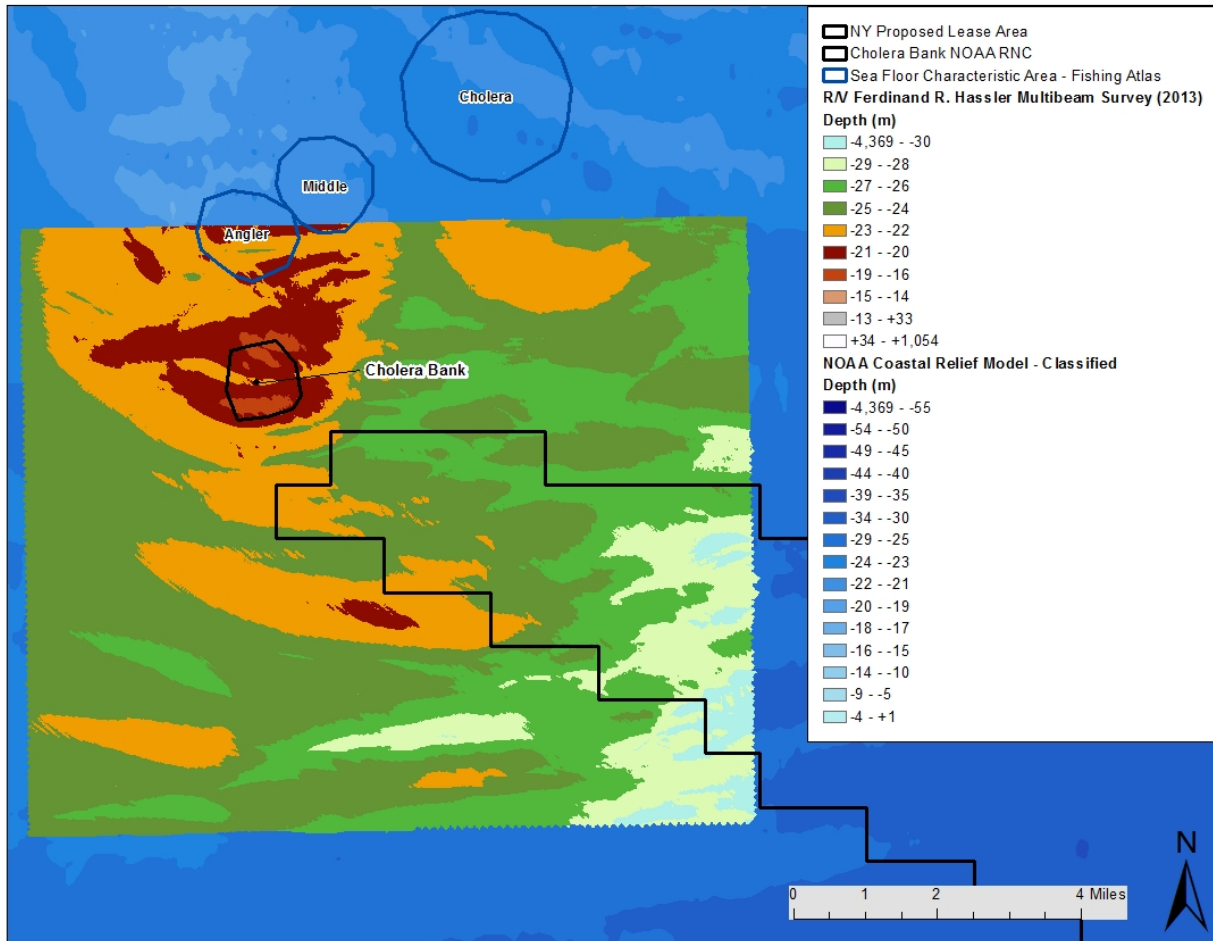 Cholera
Middle
Angler
Cholera Bank
NY Proposed Lease Area
Cholera Bank NOAA RNC
Sea Floor Characteristic Area - Fishing Atlas
R/V Ferdinand R. Hassler Multibeam Survey (2013)
Depth (m)
-4,369 - -30
-29 - -28
-27 - -26
-25 - -24
-23 - -22
-21 - -20
-19 - -16
-15 - -14
-13 - +33
+34 - +1,054
NOAA Coastal Relief Model - Classified
Depth (m)
-4,369 - -55
-54 - -50
-49 - -45
-44 - -40
-39 - -35
-34 - -30
-29 - -25
-24 - -23
-22 - -21
-20 - -19
-18 - -17
-16 - -15
-14 - -10
-9 - -5
-4 - +1
N
0 1 2 4 Miles